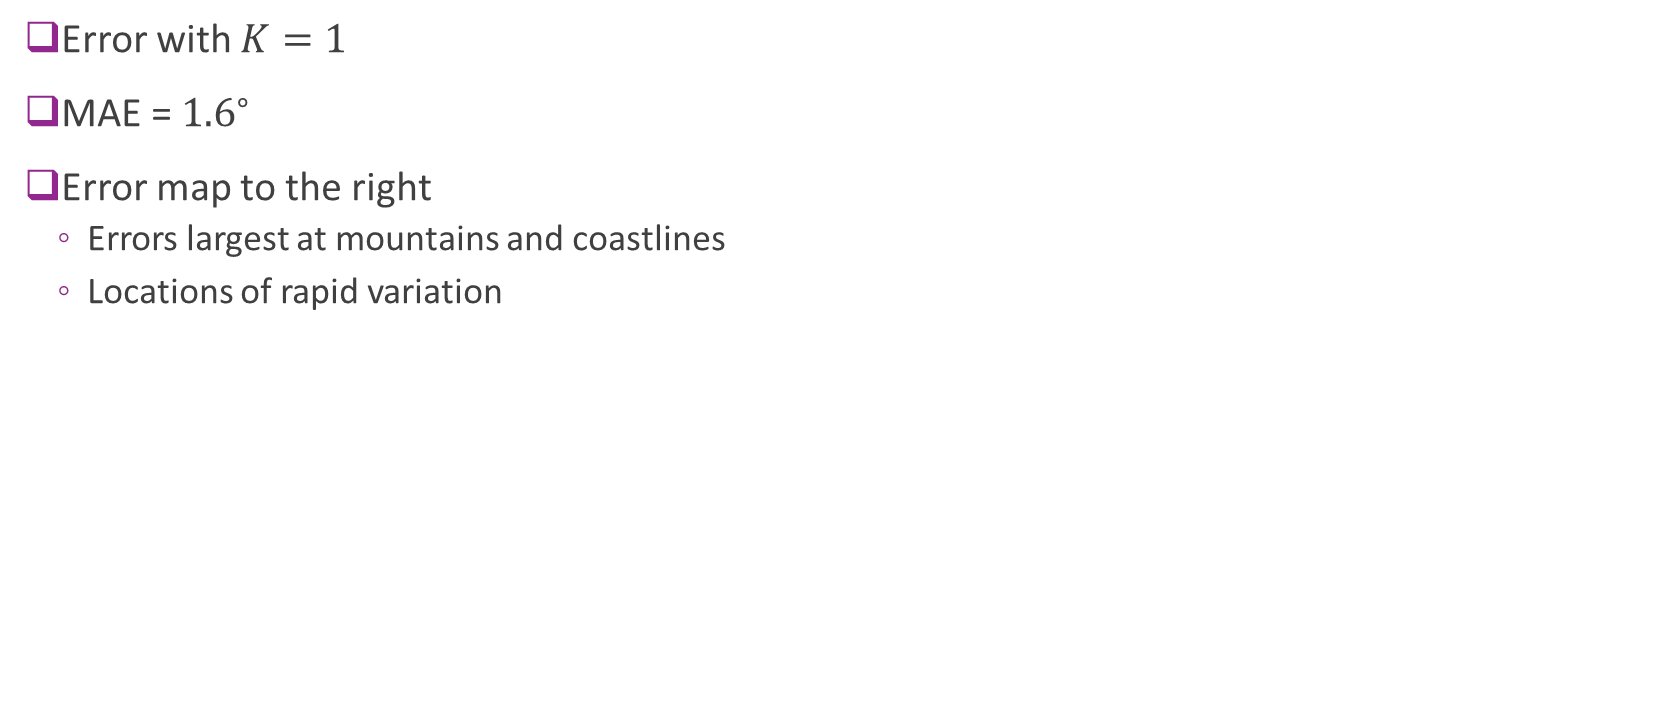 ❑Error with 𝐾 = 1
❑MAE = 1.6°
❑Error map to the right
◦ Errors largest at mountains and coastlines
◦ Locations of rapid variation